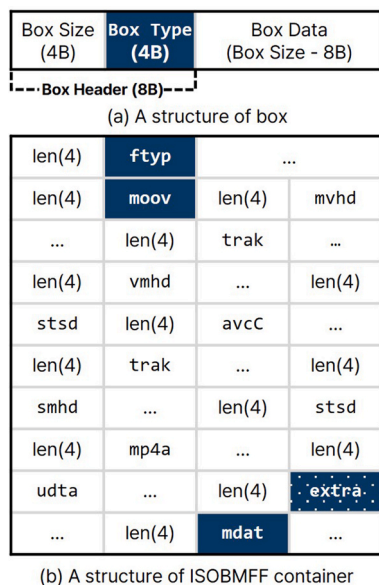 Box Size Box Type Box Data
(4B) (4B) (Box Size - 8B)
Box Header (8B)
(a) A structure of box
len(4) ftyp ...
len(4) moov len(4) mvhd
... len(4) trak ...
len(4) vmhd ... len(4)
stsd len(4) avcC ...
len(4) trak ... len(4)
smhd ... len(4) stsd
len(4) mp4a ... len(4)
udta ... len(4) extra
... len(4) mdat ...
(b) A structure of ISOBMFF container